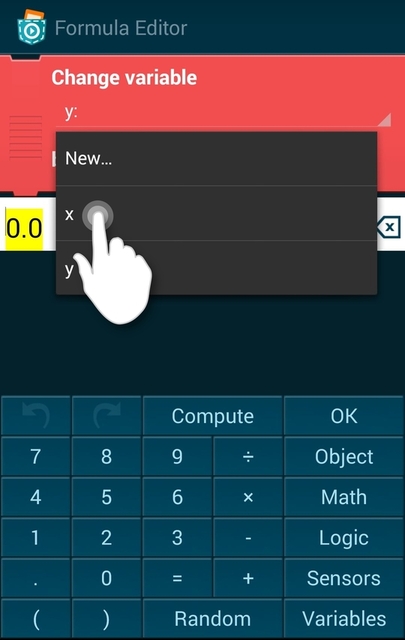 Formula Editor
Change variable
y:
New...
x
0.0
y
Compute OK
7 8 9 ÷ Object
4 5 6 × Math
1 2 3 - Logic
. 0 = + Sensors
( ) Random Variables